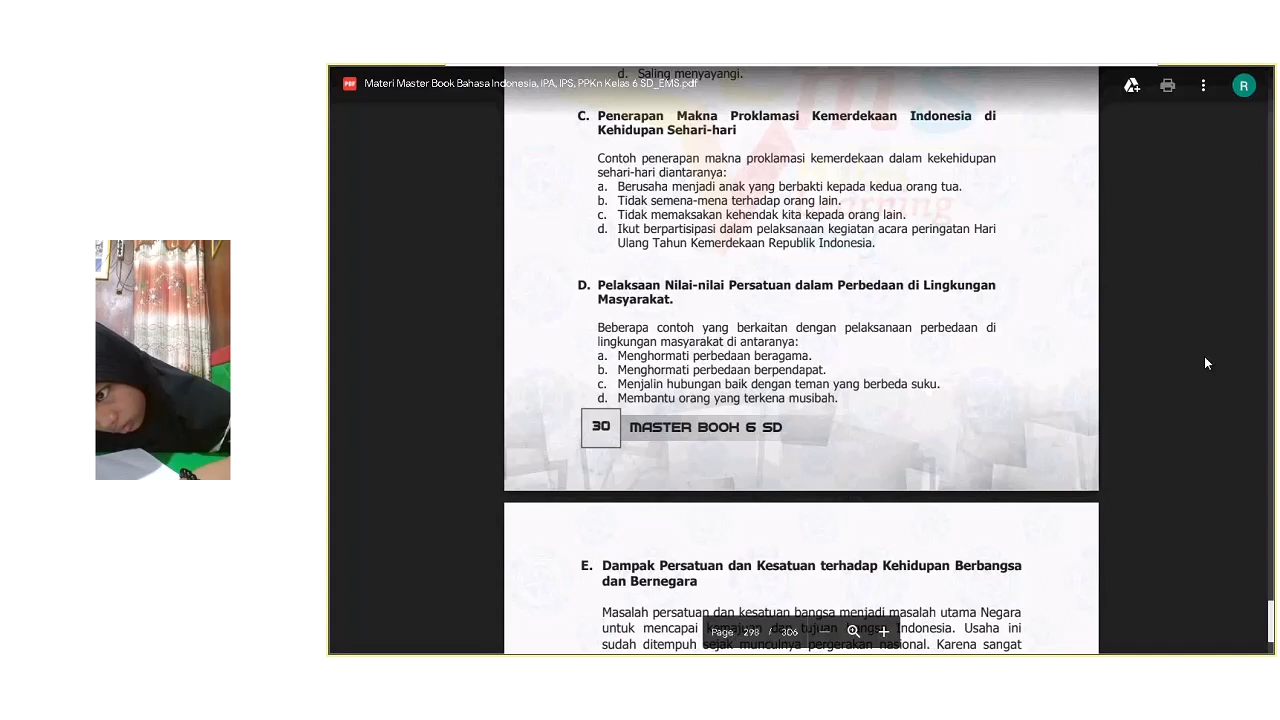 d. Saling menyayangi.
Materi Master Book Bahasa Indonesia, IPA, IPS, PPKn Kelas 6 SD_EMS.pdf
R
C. Penerapan Makna Proklamasi Kemerdekaan Indonesia di
Kehidupan Sehari-hari
Contoh penerapan makna proklamasi kemerdekaan dalam kekehidupan
sehari-hari diantaranya:
a. Berusaha menjadi anak yang berbakti kepada kedua orang tua.
b. Tidak semena-mena terhadap orang lain.
c. Tidak memaksakan kehendak kita kepada orang lain.
d. Ikut berpartisipasi dalam pelaksanaan kegiatan acara peringatan Hari
Ulang Tahun Kemerdekaan Republik Indonesia.
D. Pelaksaan Nilai-nilai Persatuan dalam Perbedaan di Lingkungan
Masyarakat.
Beberapa contoh yang berkaitan dengan pelaksanaan perbedaan di
lingkungan masyarakat di antaranya:
a. Menghormati perbedaan beragama.
b. Menghormati perbedaan berpendapat.
c. Menjalin hubungan baik dengan teman yang berbeda suku.
d. Membantu orang yang terkena musibah.
30 MASTER BOOK 6 SD
E. Dampak Persatuan dan Kesatuan terhadap Kehidupan Berbangsa
dan Bernegara
Masalah persatuan dan kesatuan bangsa menjadi masalah utama Negara
untuk mencapai kemajuan dan tujuan bangsa Indonesia. Usaha ini
sudah ditempuh sejak munculnya pergerakan nasional. Karena sangat
Page 298 / 306